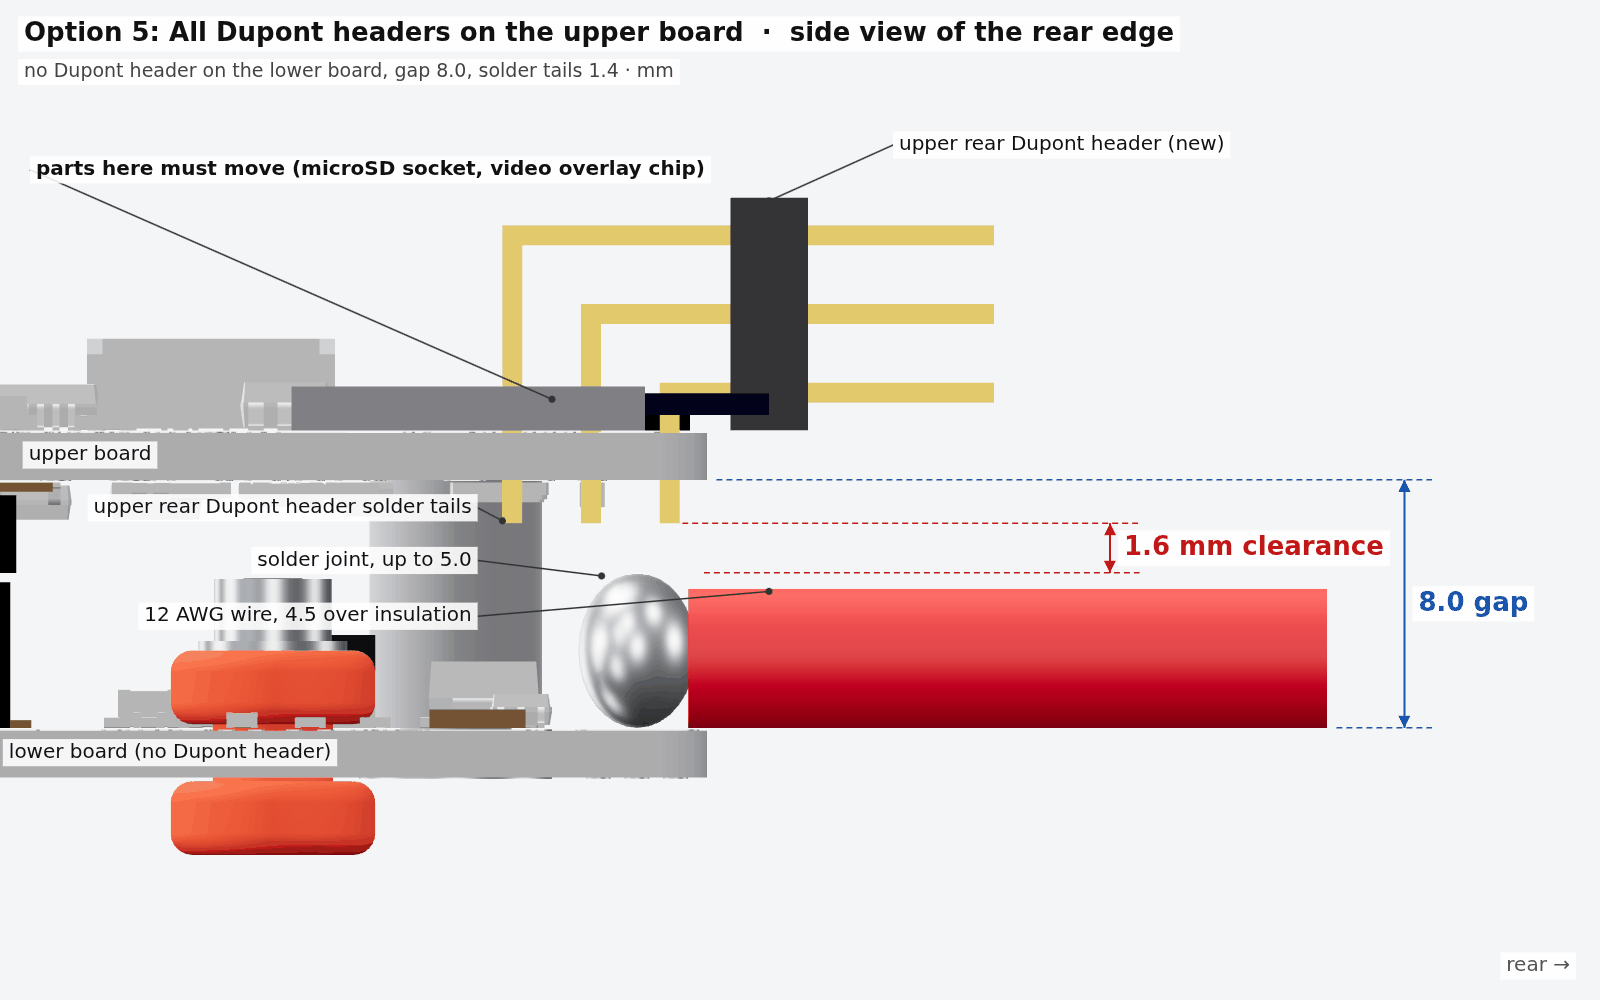 Option 5: All Dupont headers on the upper board · side view of the rear edge
no Dupont header on the lower board, gap 8.0, solder tails 1.4 · mm
upper rear Dupont header (new)
parts here must move (microSD socket, video overlay chip)
upper board
upper rear Dupont header solder tails
1.6 mm clearance
solder joint, up to 5.0
8.0 gap
12 AWG wire, 4.5 over insulation
lower board (no Dupont header)
rear →